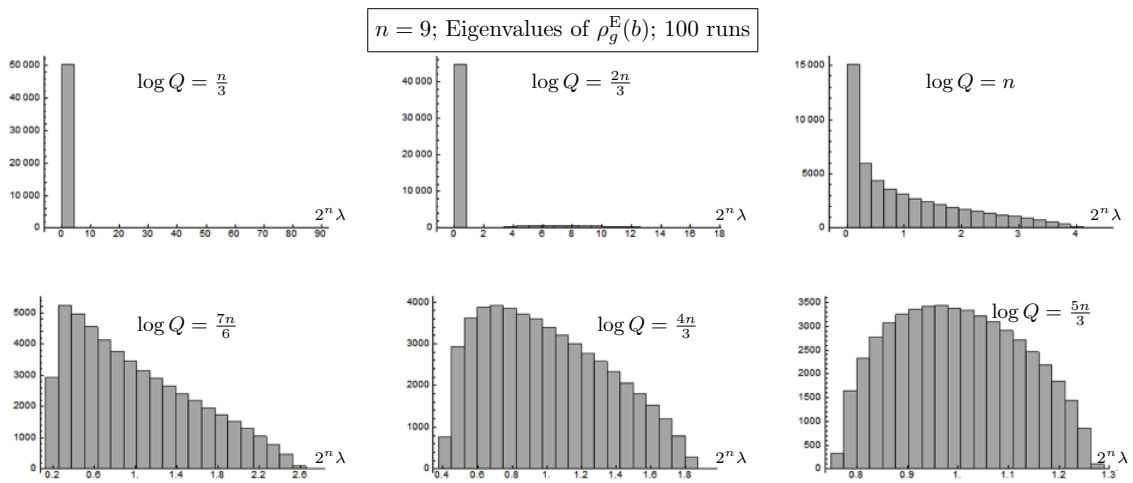 n = 9; Eigenvalues of ρ_g^E(b); 100 runs
log Q = n/3
50 000
40 000
30 000
20 000
10 000
0
0 10 20 30 40 50 60 70 80 90
2^n λ
log Q = 2n/3
40 000
30 000
20 000
10 000
0
0 2 4 6 8 10 12 14 16 18
2^n λ
log Q = n
15 000
10 000
5000
0
0 1 2 3 4
2^n λ
log Q = 7n/6
5000
4000
3000
2000
1000
0
0.2 0.6 1. 1.4 1.8 2.2 2.6
2^n λ
log Q = 4n/3
4000
3000
2000
1000
0
0.4 0.6 0.8 1. 1.2 1.4 1.6 1.8
2^n λ
log Q = 5n/3
3500
3000
2500
2000
1500
1000
500
0
0.8 0.9 1. 1.1 1.2 1.3
2^n λ